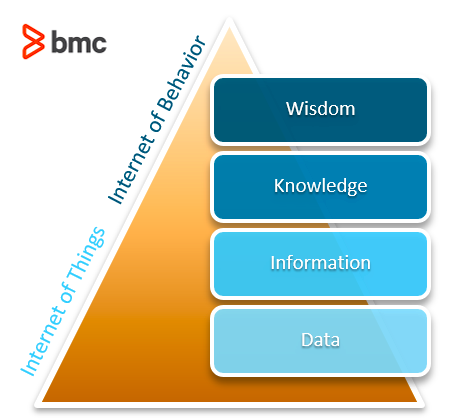 bmc
Internet of Behavior
Internet of Things
Wisdom
Knowledge
Information
Data